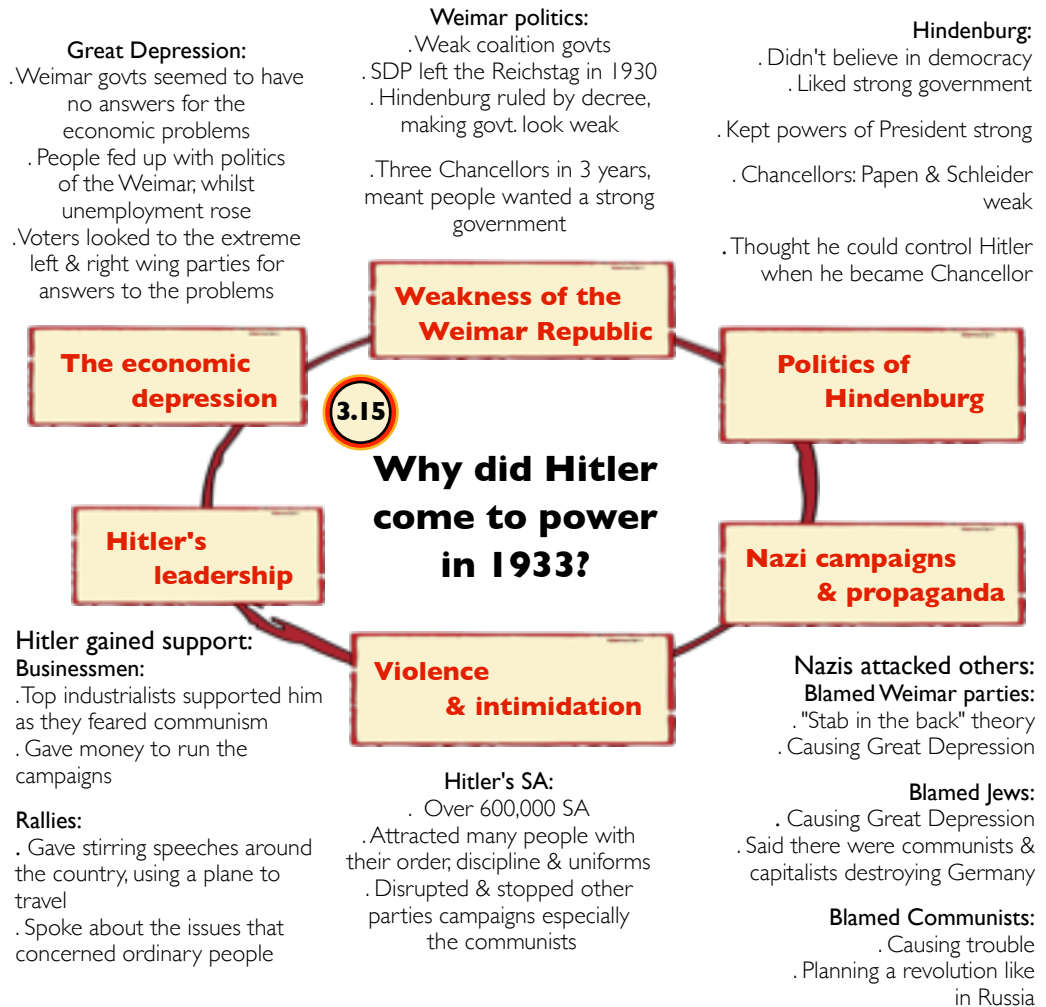 Great Depression:
. Weimar govts seemed to have
no answers for the
economic problems
. People fed up with politics
of the Weimar, whilst
unemployment rose
. Voters looked to the extreme
left & right wing parties for
answers to the problems
Weimar politics:
. Weak coalition govts
. SDP left the Reichstag in 1930
. Hindenburg ruled by decree,
making govt. look weak
. Three Chancellors in 3 years,
meant people wanted a strong
government
Hindenburg:
. Didn't believe in democracy
. Liked strong government
. Kept powers of President strong
. Chancellors: Papen & Schleider
weak
. Thought he could control Hitler
when he became Chancellor
Weakness of the
Weimar Republic
The economic
depression
Politics of
Hindenburg
3.15
Why did Hitler
come to power
in 1933?
Hitler's
leadership
Nazi campaigns
& propaganda
Violence
& intimidation
Hitler gained support:
Businessmen:
. Top industrialists supported him
as they feared communism
. Gave money to run the
campaigns
Rallies:
. Gave stirring speeches around
the country, using a plane to
travel
. Spoke about the issues that
concerned ordinary people
Hitler's SA:
. Over 600,000 SA
. Attracted many people with
their order, discipline & uniforms
. Disrupted & stopped other
parties campaigns especially
the communists
Nazis attacked others:
Blamed Weimar parties:
. "Stab in the back" theory
. Causing Great Depression
Blamed Jews:
. Causing Great Depression
. Said there were communists &
capitalists destroying Germany
Blamed Communists:
. Causing trouble
. Planning a revolution like
in Russia